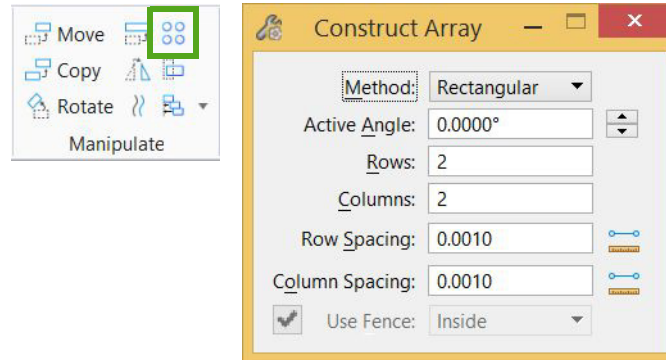 Move
Copy
Rotate
Manipulate
Construct Array
Method: Rectangular
Active Angle: 0.0000°
Rows: 2
Columns: 2
Row Spacing: 0.0010
Column Spacing: 0.0010
Use Fence: Inside